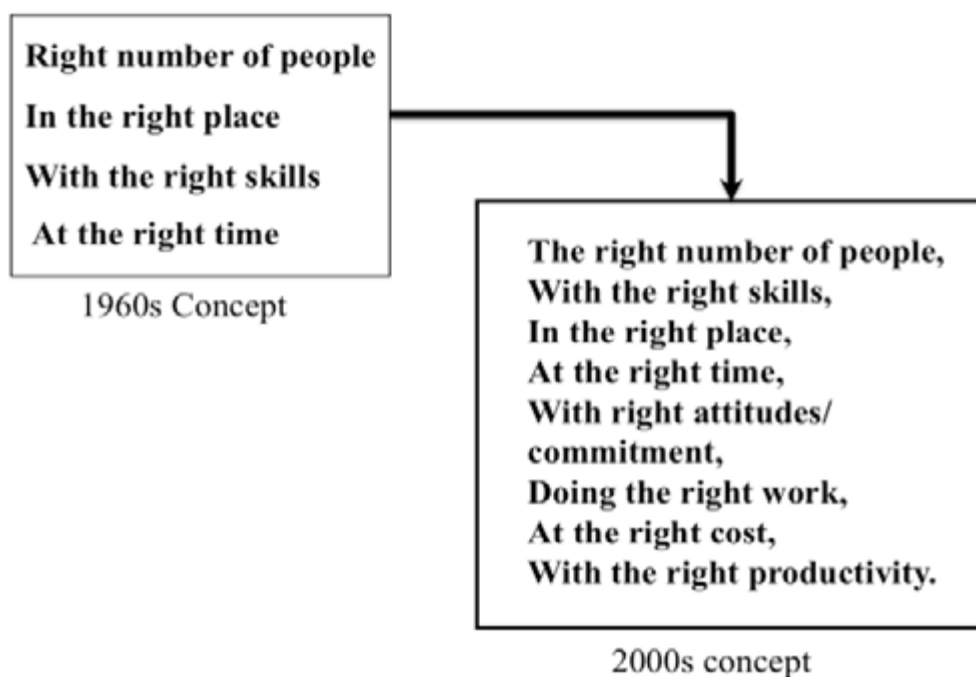 Right number of people
In the right place
With the right skills
At the right time
1960s Concept
The right number of people,
With the right skills,
In the right place,
At the right time,
With right attitudes/
commitment,
Doing the right work,
At the right cost,
With the right productivity.
2000s concept